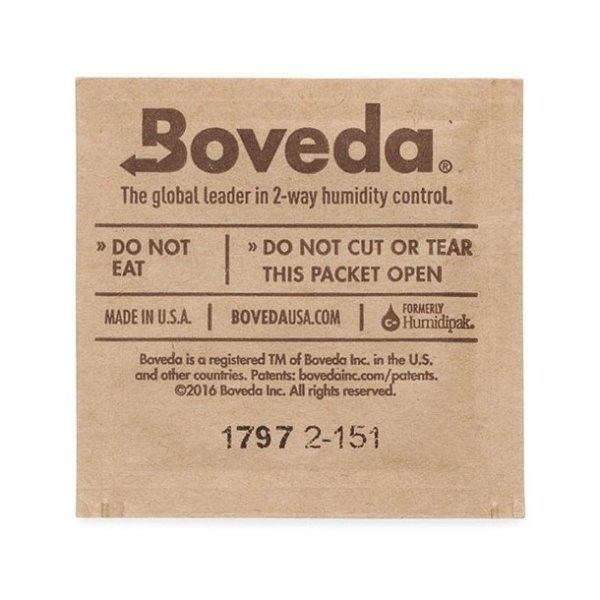 Boveda®
The global leader in 2-way humidity control.
» DO NOT EAT
» DO NOT CUT OR TEAR
THIS PACKET OPEN
MADE IN U.S.A. | BOVEDAUSA.COM | FORMERLY Humidipak.
Boveda is a registered TM of Boveda Inc. in the U.S.
and other countries. Patents: bovedainc.com/patents.
©2016 Boveda Inc. All rights reserved.
1797 2-151